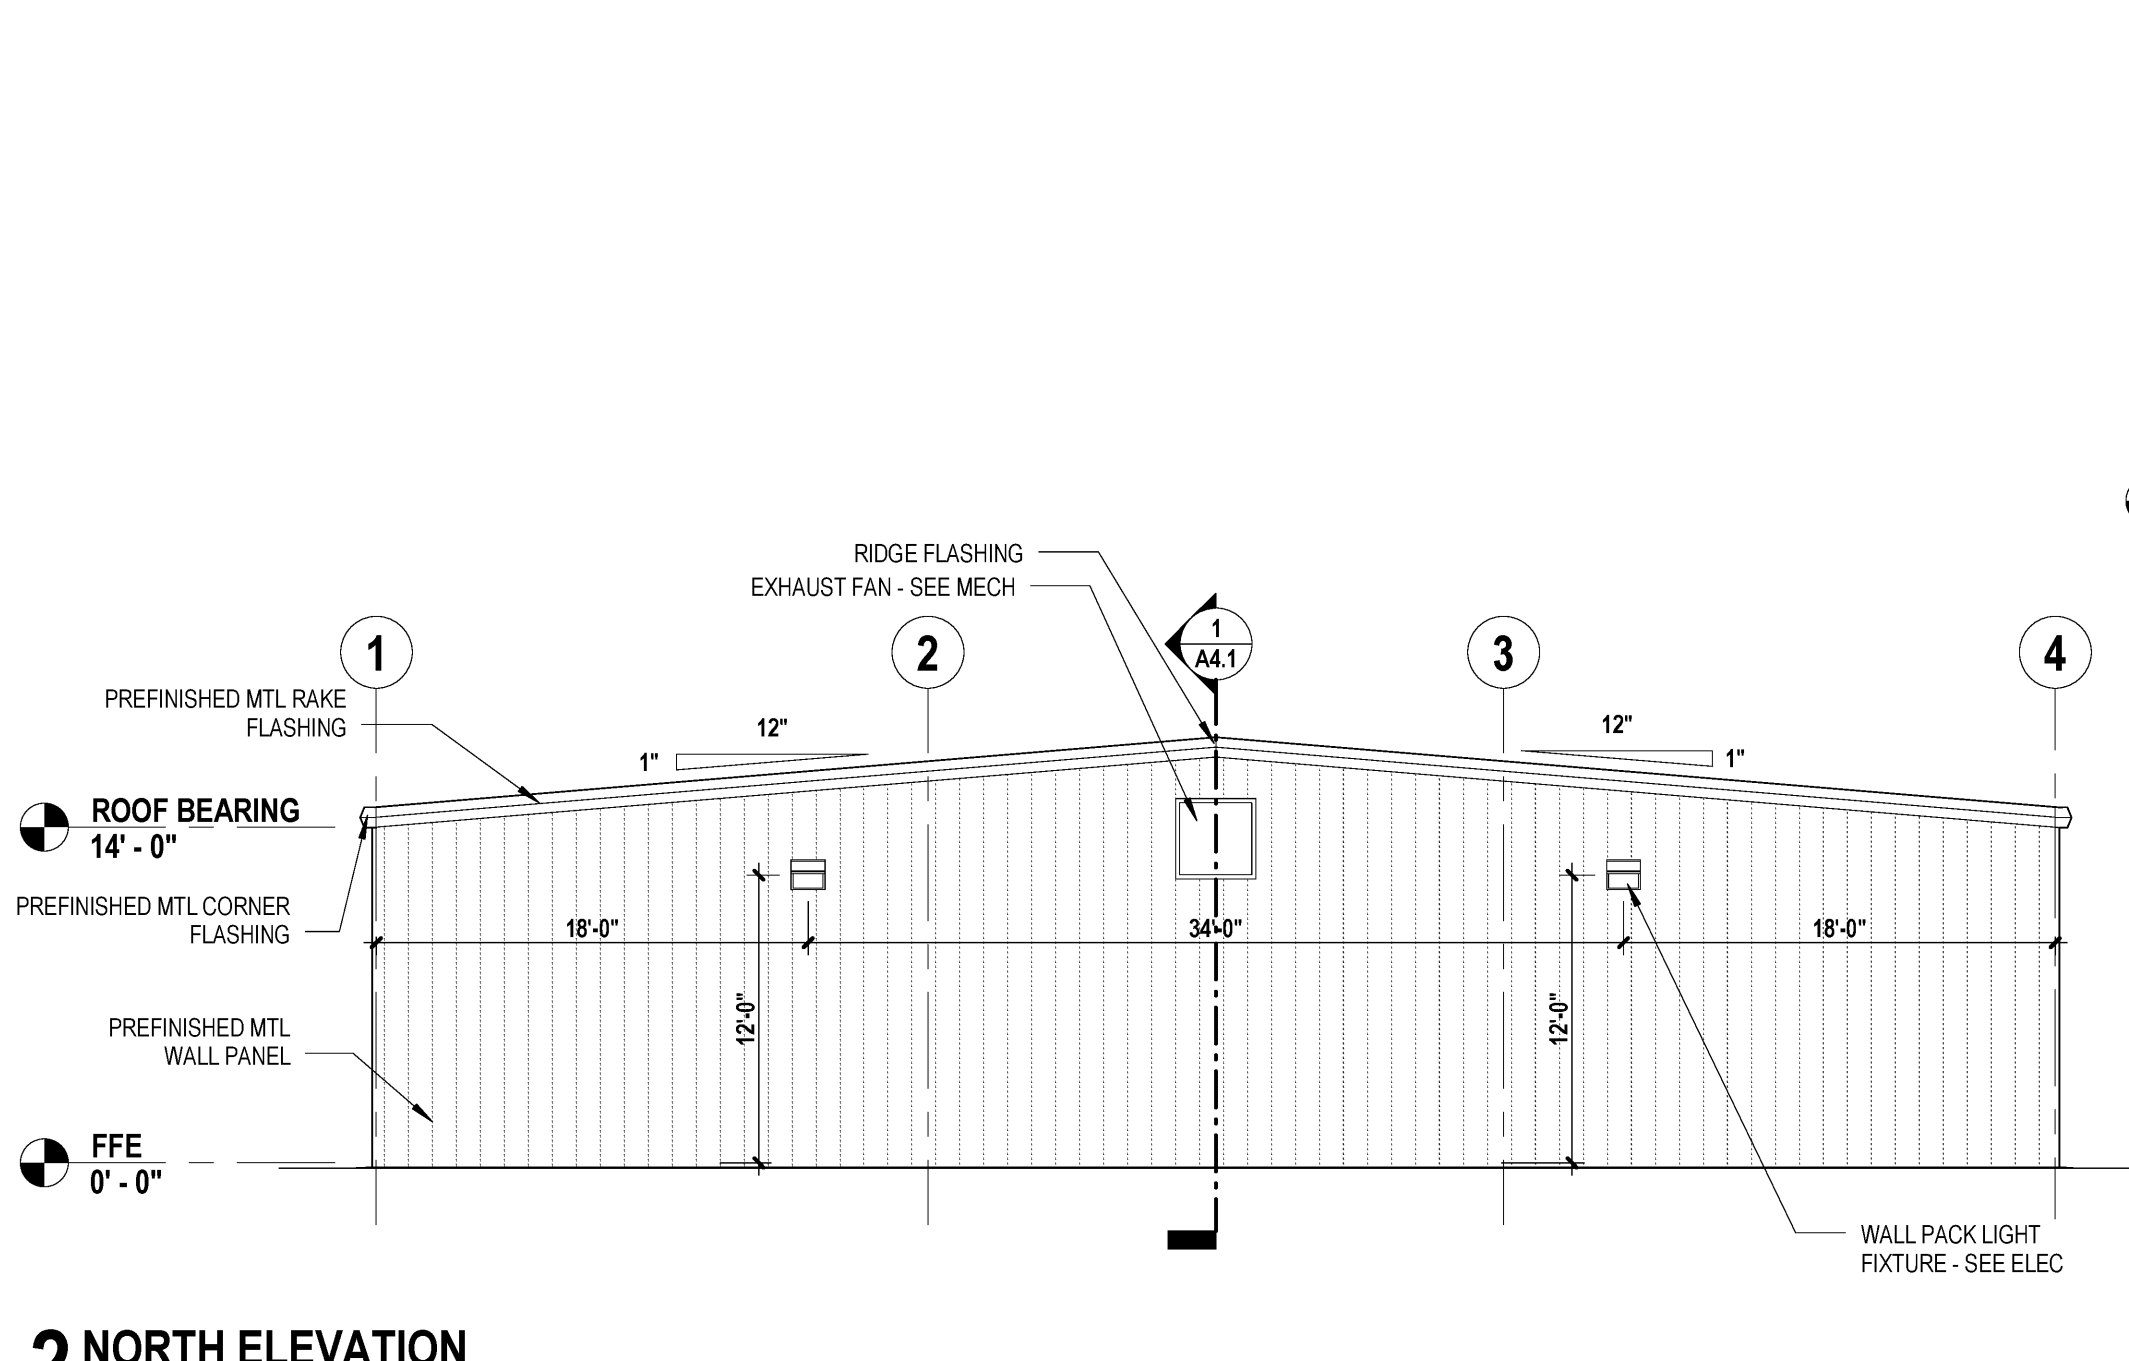 RIDGE FLASHING
EXHAUST FAN - SEE MECH
1
2
1
A4.1
3
4
PREFINISHED MTL RAKE
FLASHING
12"
1"
12"
1"
ROOF BEARING
14' - 0"
PREFINISHED MTL CORNER
FLASHING
18'-0"
34'-0"
18'-0"
12'-0"
12'-0"
PREFINISHED MTL
WALL PANEL
FFE
0' - 0"
WALL PACK LIGHT
FIXTURE - SEE ELEC
2 NORTH ELEVATION